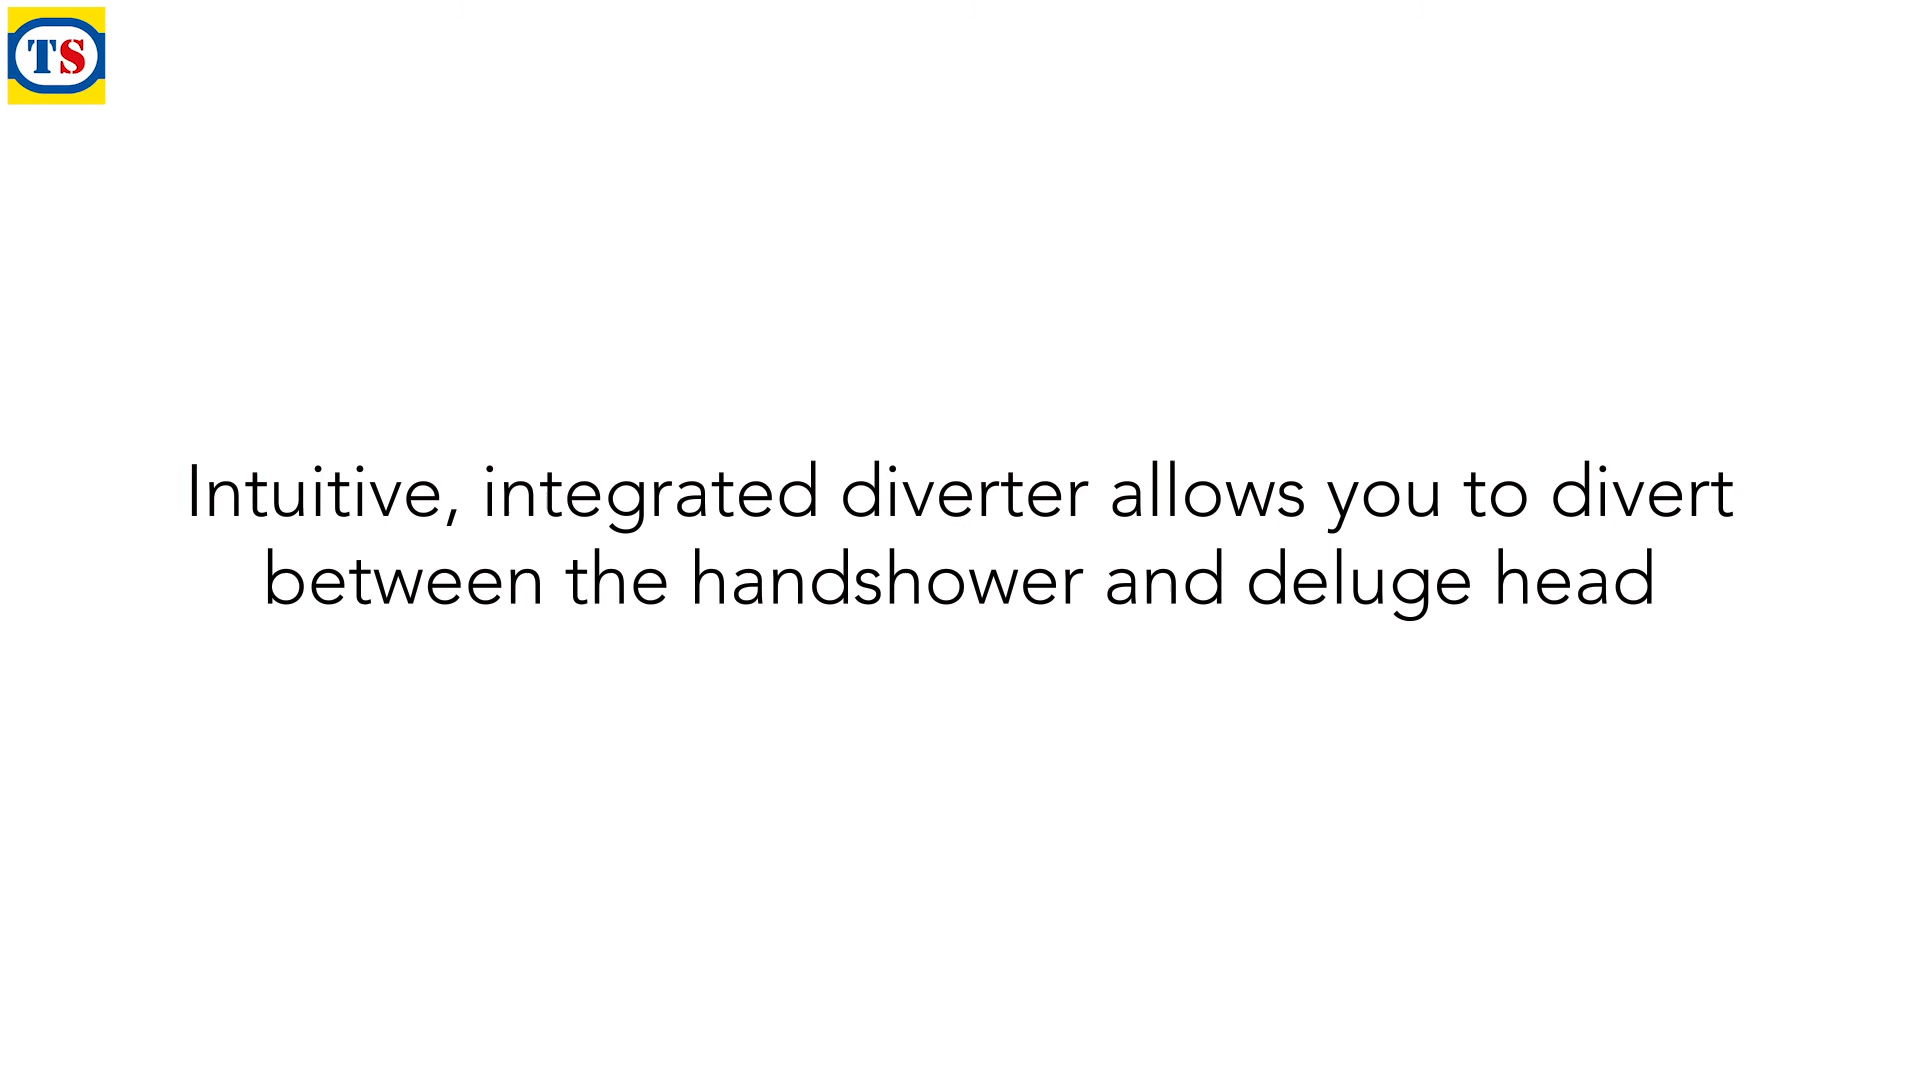 TS
Intuitive, integrated diverter allows you to divert
between the handshower and deluge head